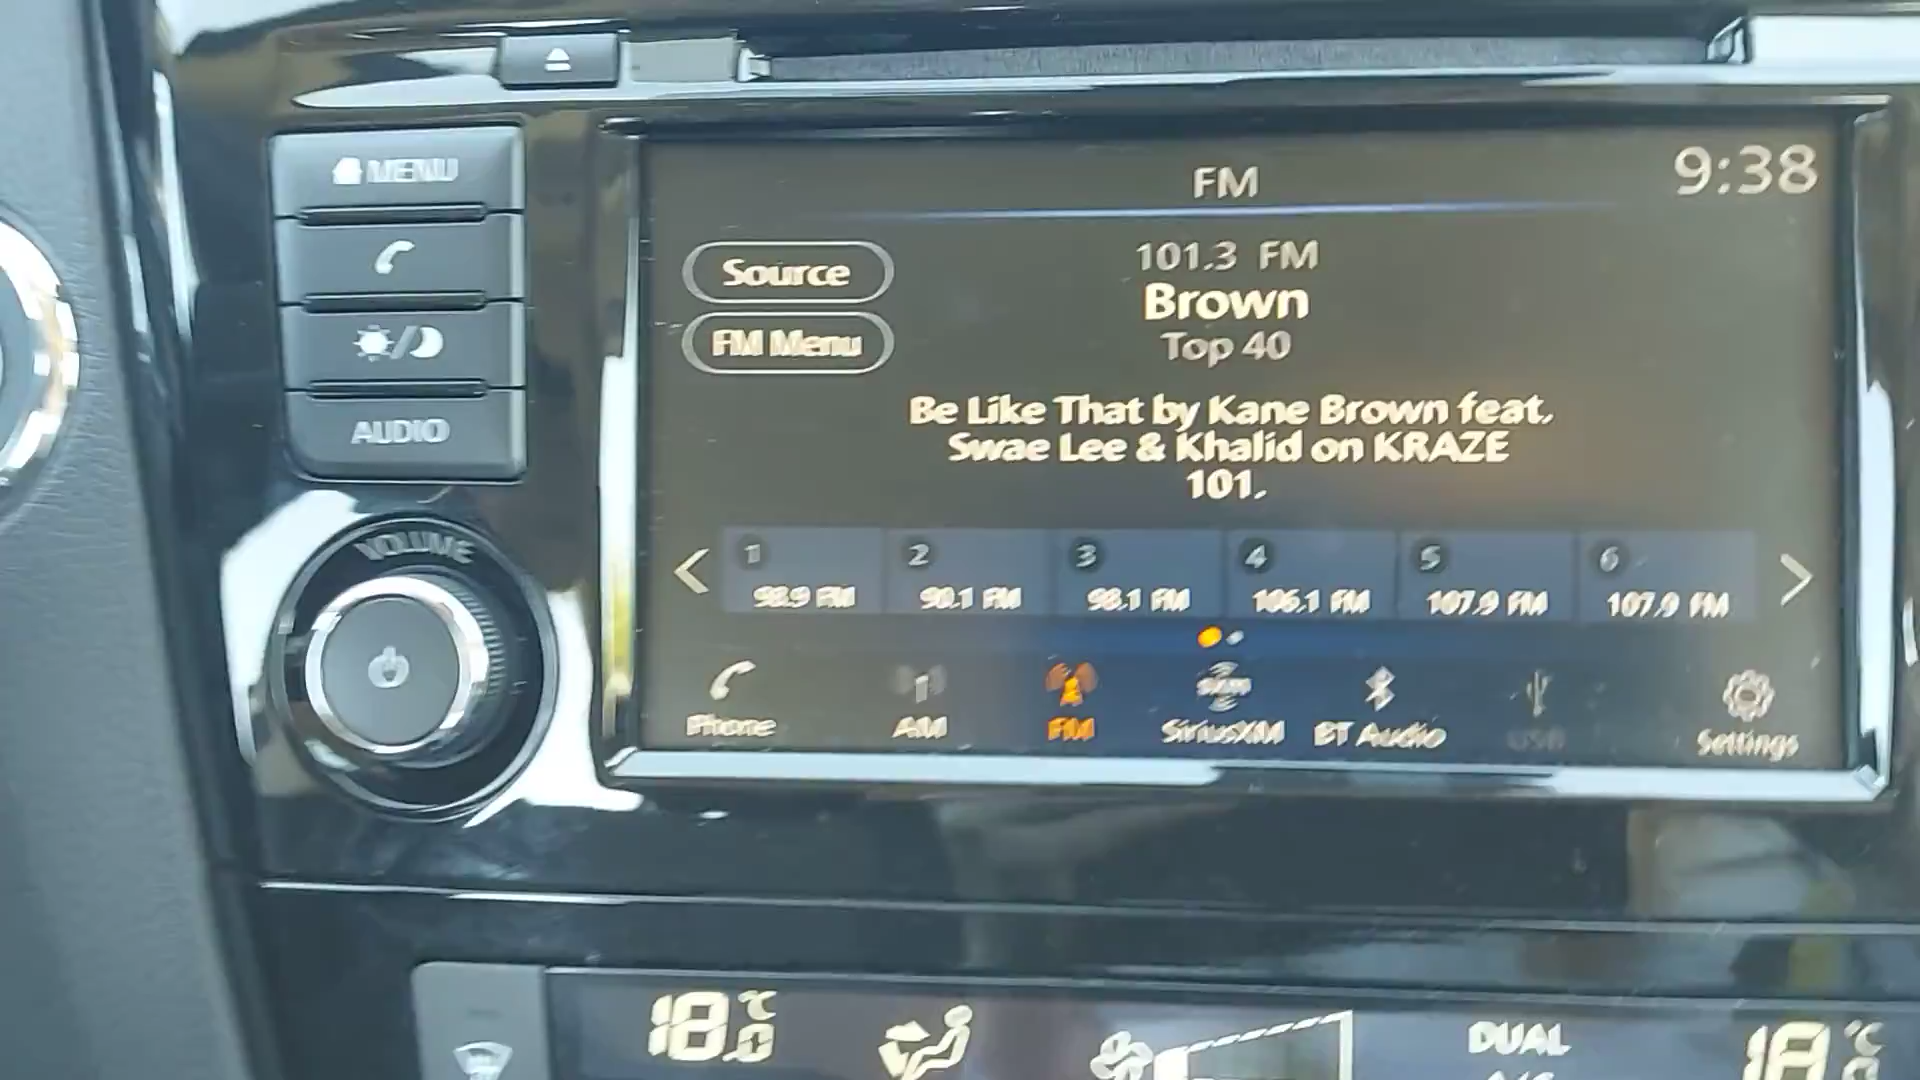 MENU
AUDIO
VOLUME
FM
9:38
Source
FM Menu
101.3 FM
Brown
Top 40
Be Like That by Kane Brown feat.
Swae Lee & Khalid on KRAZE
101.
1 2 3 4 5 6
98.9 FM 90.1 FM 98.1 FM 106.1 FM 107.9 FM 107.9 FM
Phone AM FM SiriusXM BT Audio USB Settings
18.0 °C DUAL 18 °C